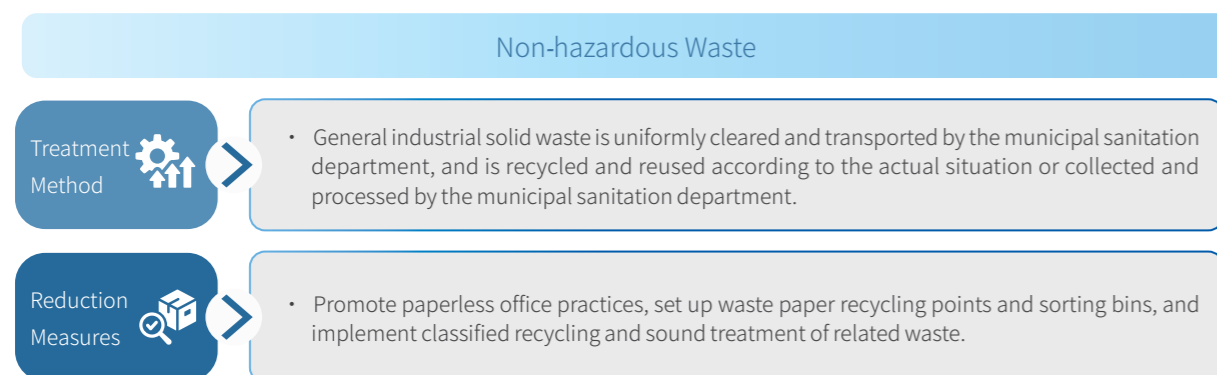 Non-hazardous Waste
Treatment
Method
· General industrial solid waste is uniformly cleared and transported by the municipal sanitation
department, and is recycled and reused according to the actual situation or collected and
processed by the municipal sanitation department.
Reduction
Measures
· Promote paperless office practices, set up waste paper recycling points and sorting bins, and
implement classified recycling and sound treatment of related waste.